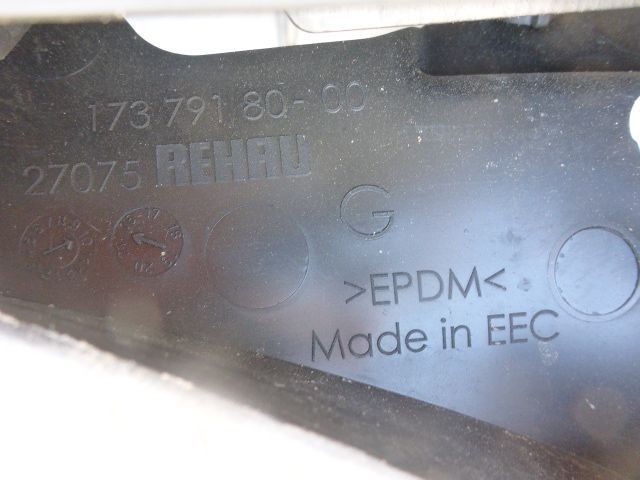 173 791 80-00
27075 REHAU
G
>EPDM<
Made in EEC